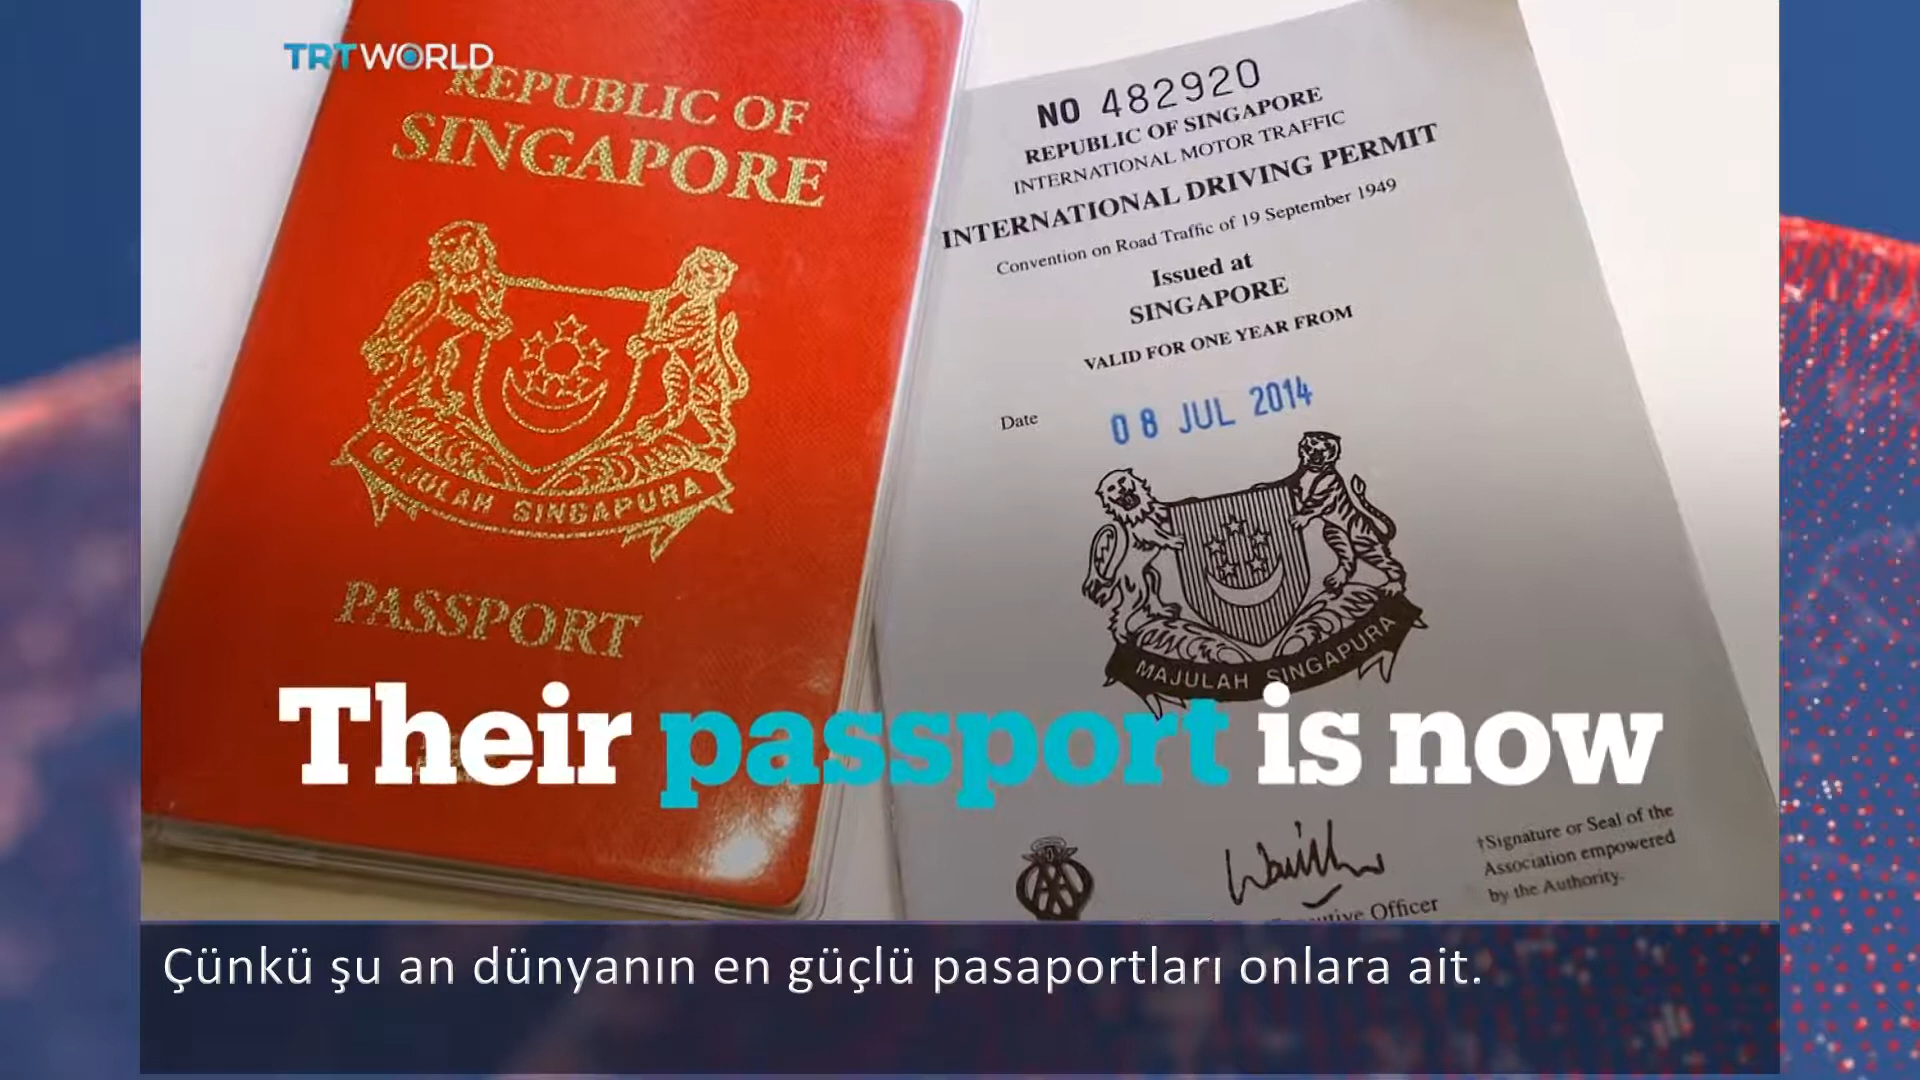 TRT WORLD
REPUBLIC OF
SINGAPORE
MAJULAH SINGAPURA
PASSPORT
NO 482920
REPUBLIC OF SINGAPORE
INTERNATIONAL MOTOR TRAFFIC
INTERNATIONAL DRIVING PERMIT
Convention on Road Traffic of 19 September 1949
Issued at
SINGAPORE
VALID FOR ONE YEAR FROM
Date 08 JUL 2014
MAJULAH SINGAPURA
Their passport is now
AA
†Signature or Seal of the
Association empowered
by the Authority.
Officer
Çünkü şu an dünyanın en güçlü pasaportları onlara ait.